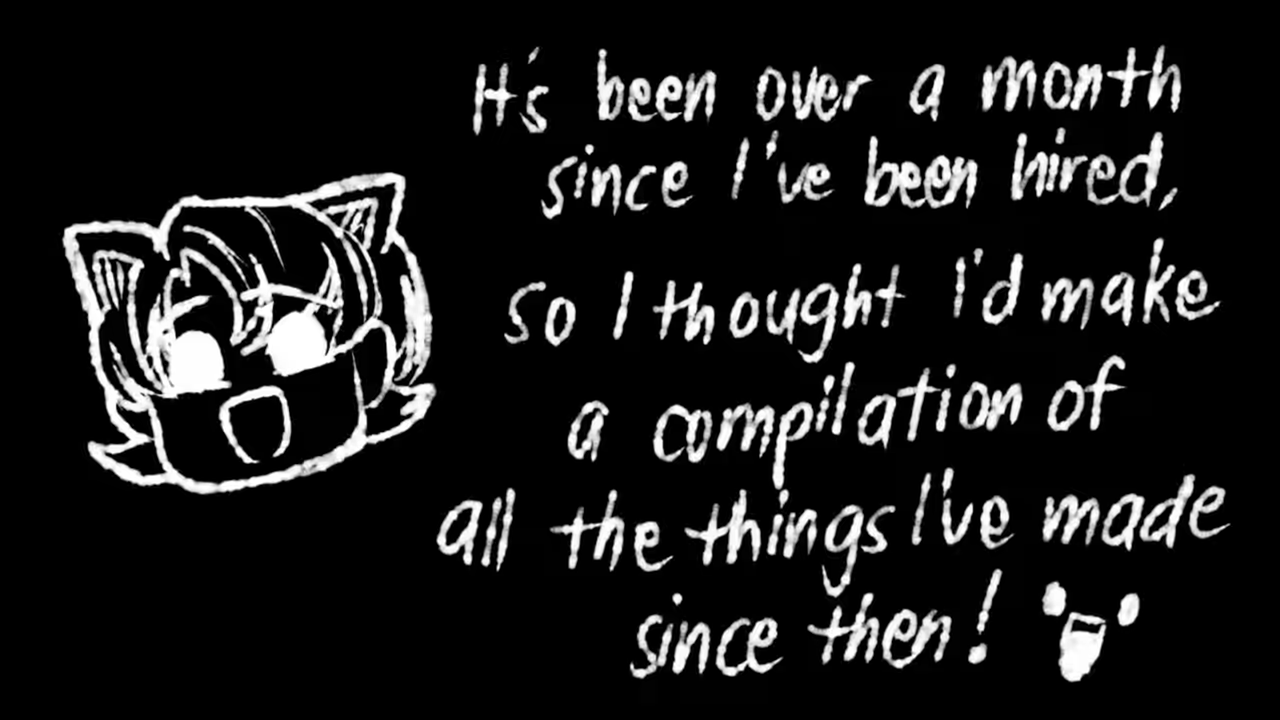 It's been over a month
since I've been hired,
so I thought I'd make
a compilation of
all the things I've made
since then!